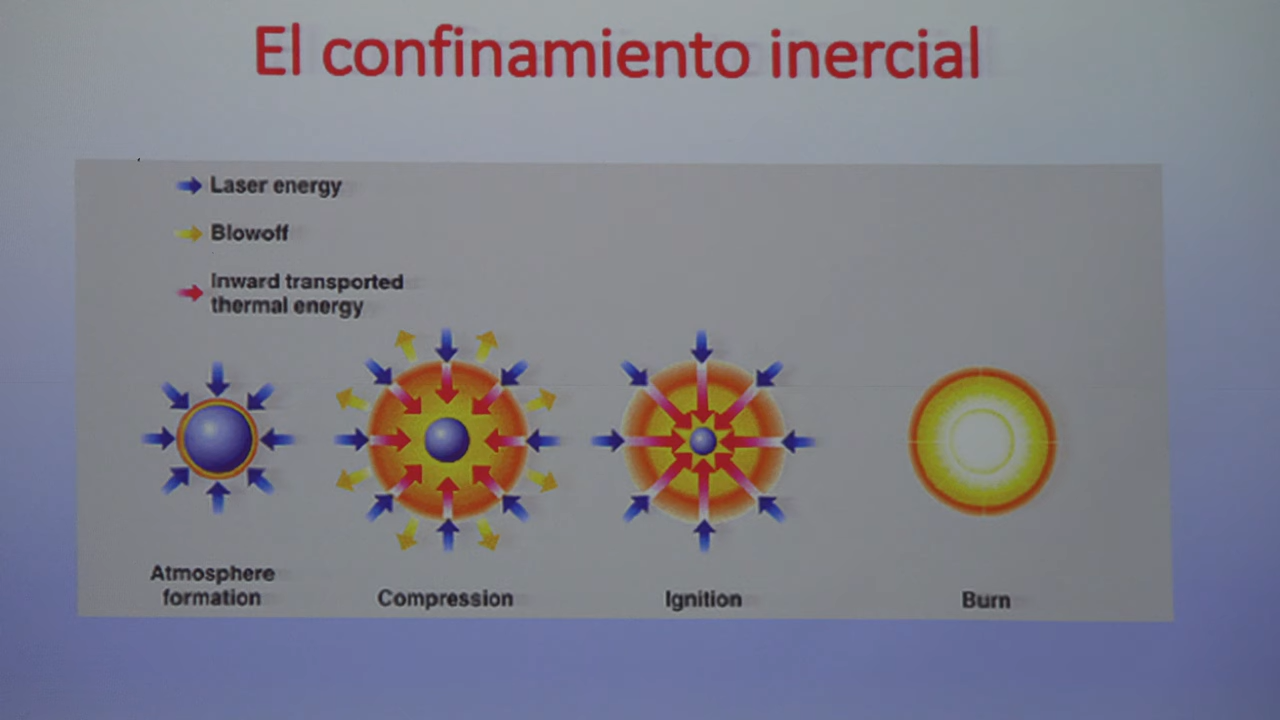 El confinamiento inercial
Laser energy
Blowoff
Inward transported
thermal energy
Atmosphere
formation
Compression
Ignition
Burn